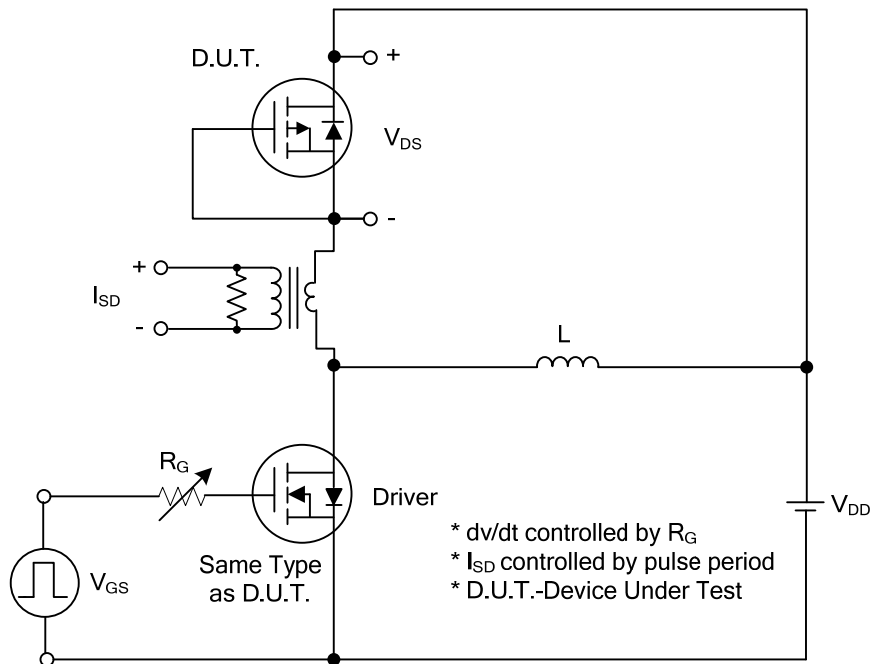 D.U.T.
+
VDS
-
+
ISD
-
L
RG
Driver
VDD
VGS
Same Type
as D.U.T.
* dv/dt controlled by RG
* ISD controlled by pulse period
* D.U.T.-Device Under Test